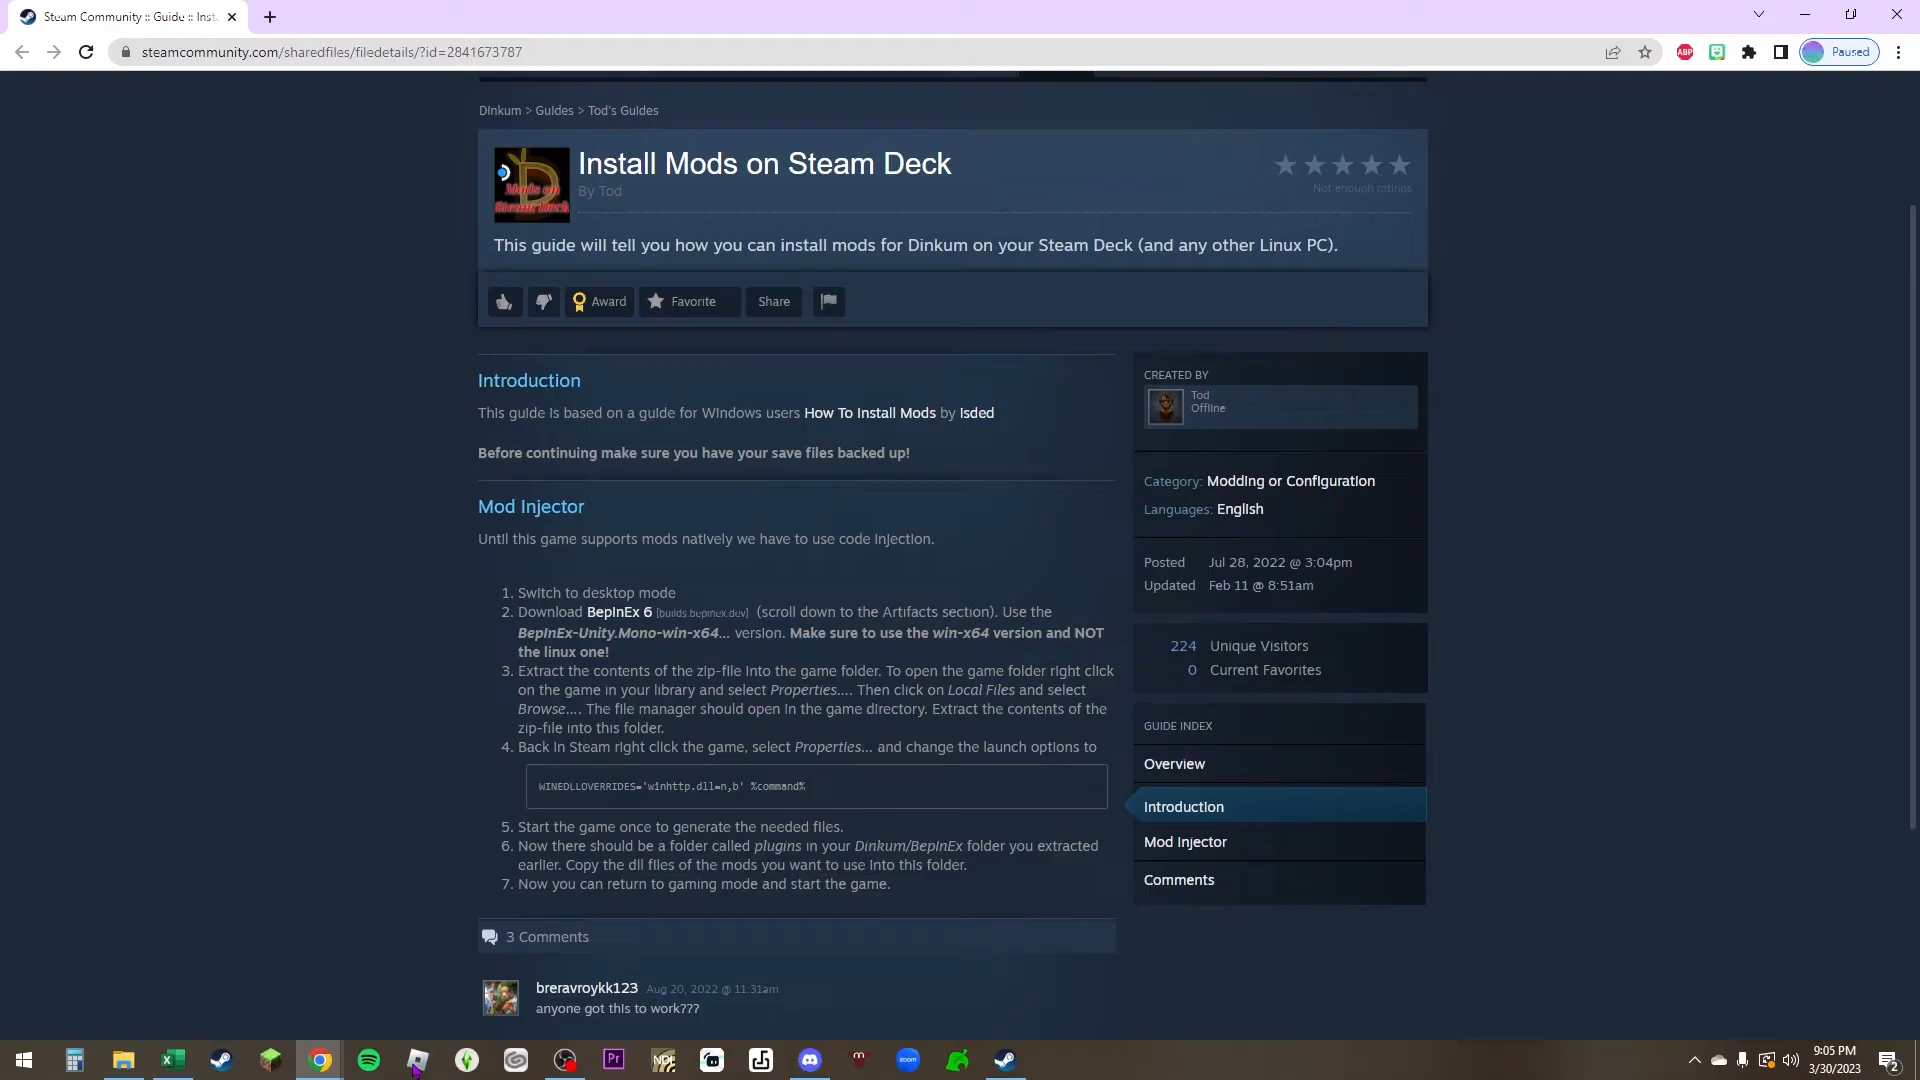 Steam Community :: Guide :: Inst
steamcommunity.com/sharedfiles/filedetails/?id=2841673787
ABP
Paused
Dinkum > Guides > Tod's Guides
Mods on
Steam Deck
Install Mods on Steam Deck
By Tod
Not enough ratings
This guide will tell you how you can install mods for Dinkum on your Steam Deck (and any other Linux PC).
Award
Favorite
Share
Introduction
This guide is based on a guide for Windows users How To Install Mods by Isded
Before continuing make sure you have your save files backed up!
Mod Injector
Until this game supports mods natively we have to use code injection.
1. Switch to desktop mode
2. Download BepInEx 6 [builds.bepinex.dev] (scroll down to the Artifacts section). Use the
BepInEx-Unity.Mono-win-x64... version. Make sure to use the win-x64 version and NOT
the linux one!
3. Extract the contents of the zip-file into the game folder. To open the game folder right click
on the game in your library and select Properties.... Then click on Local Files and select
Browse.... The file manager should open in the game directory. Extract the contents of the
zip-file into this folder.
4. Back in Steam right click the game, select Properties... and change the launch options to
WINEDLLOVERRIDES='winhttp.dll=n,b' %command%
5. Start the game once to generate the needed files.
6. Now there should be a folder called plugins in your Dinkum/BepInEx folder you extracted
earlier. Copy the dll files of the mods you want to use into this folder.
7. Now you can return to gaming mode and start the game.
3 Comments
breravroykk123 Aug 20, 2022 @ 11:31am
anyone got this to work???
CREATED BY
Tod
Offline
Category: Modding or Configuration
Languages: English
Posted Jul 28, 2022 @ 3:04pm
Updated Feb 11 @ 8:51am
224 Unique Visitors
0 Current Favorites
GUIDE INDEX
Overview
Introduction
Mod Injector
Comments
Pr
NDI
zoom
9:05 PM
3/30/2023
2